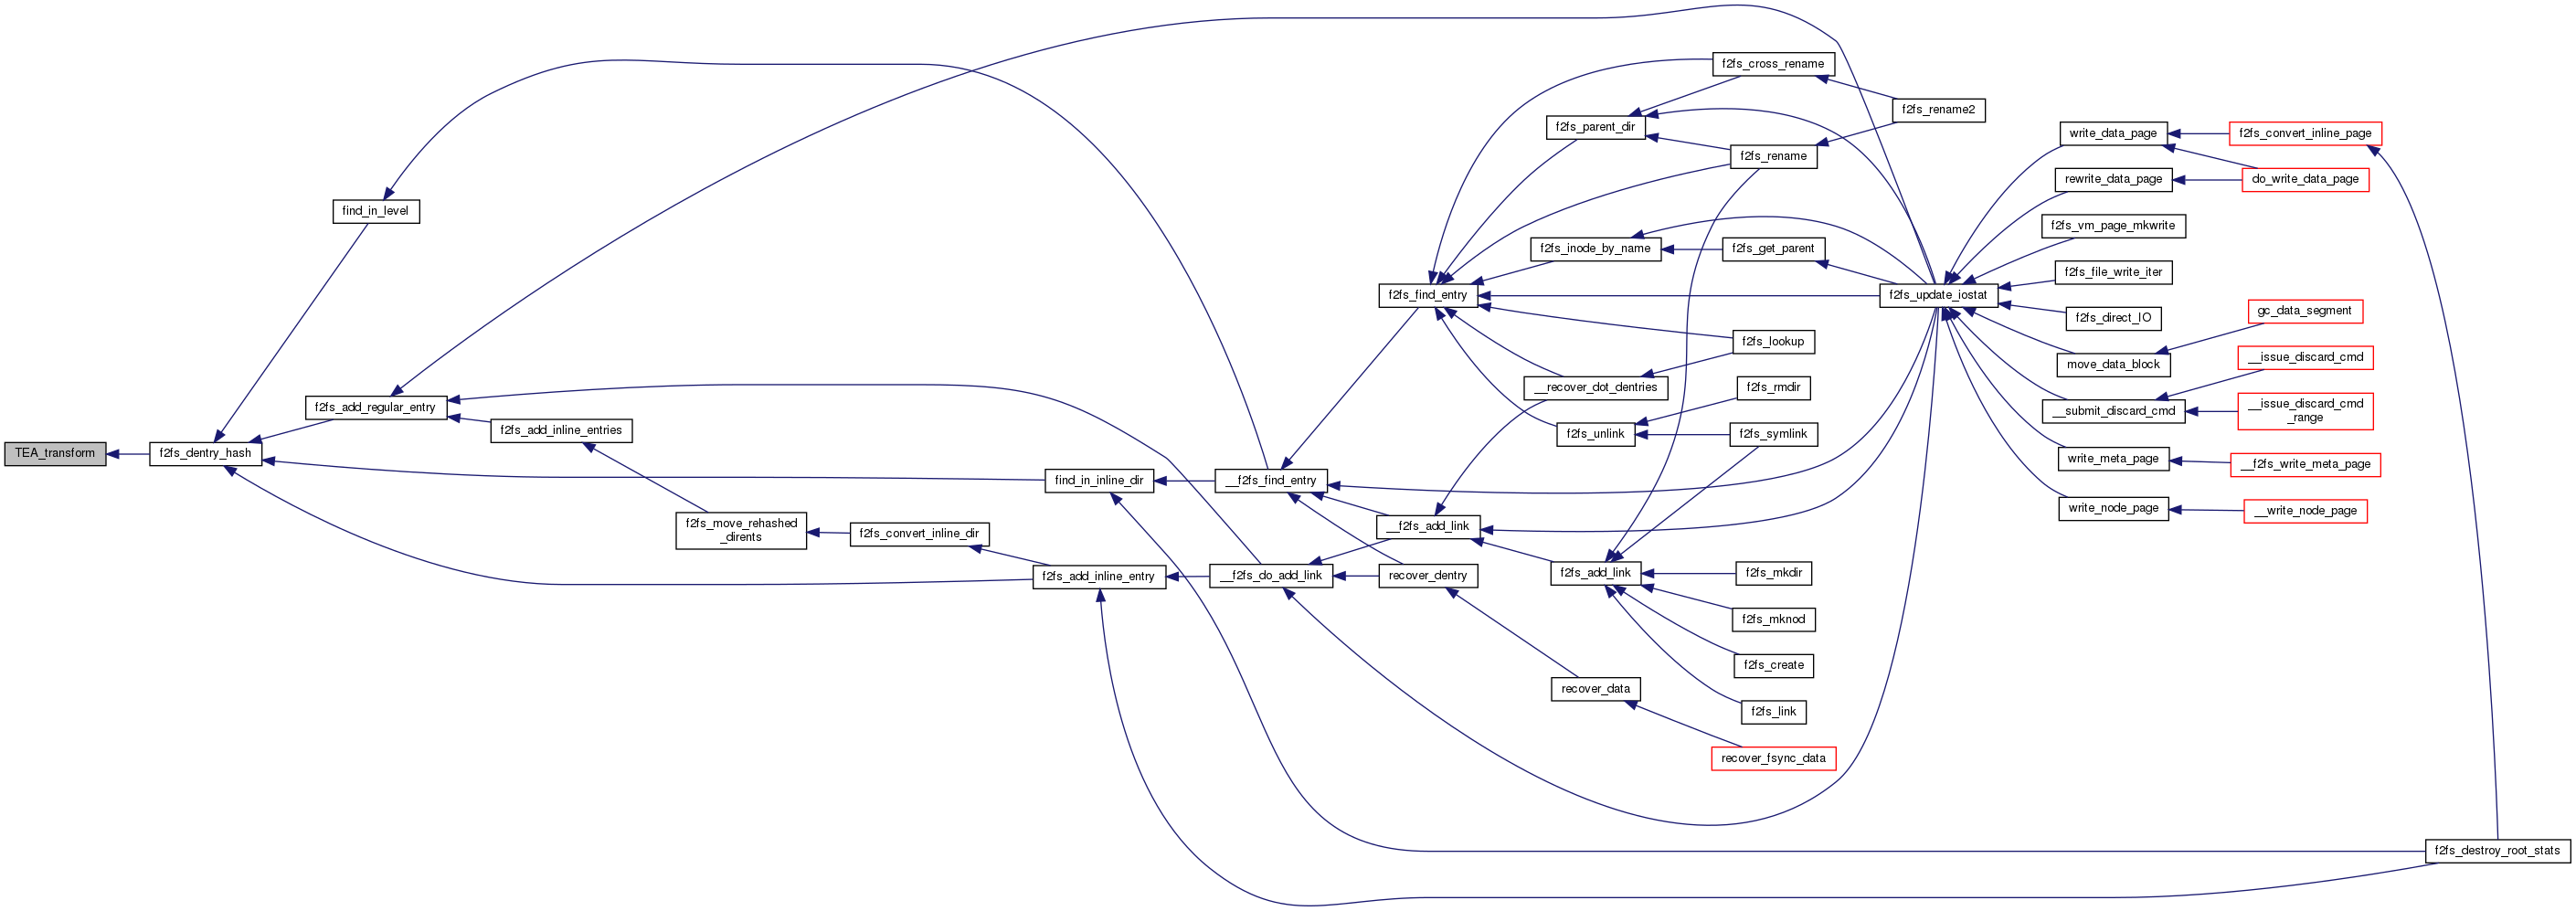 TEA_transform
f2fs_dentry_hash
find_in_level
f2fs_add_regular_entry
f2fs_add_inline_entries
f2fs_move_rehashed
_dirents
f2fs_convert_inline_dir
find_in_inline_dir
f2fs_add_inline_entry
__f2fs_find_entry
__f2fs_do_add_link
f2fs_find_entry
__f2fs_add_link
recover_dentry
f2fs_parent_dir
f2fs_inode_by_name
__recover_dot_dentries
f2fs_unlink
f2fs_add_link
recover_data
f2fs_cross_rename
f2fs_rename
f2fs_get_parent
f2fs_lookup
f2fs_rmdir
f2fs_symlink
f2fs_mkdir
f2fs_mknod
f2fs_create
f2fs_link
recover_fsync_data
f2fs_rename2
f2fs_update_iostat
write_data_page
rewrite_data_page
f2fs_vm_page_mkwrite
f2fs_file_write_iter
f2fs_direct_IO
move_data_block
__submit_discard_cmd
write_meta_page
write_node_page
f2fs_convert_inline_page
do_write_data_page
gc_data_segment
__issue_discard_cmd
__issue_discard_cmd
_range
__f2fs_write_meta_page
__write_node_page
f2fs_destroy_root_stats